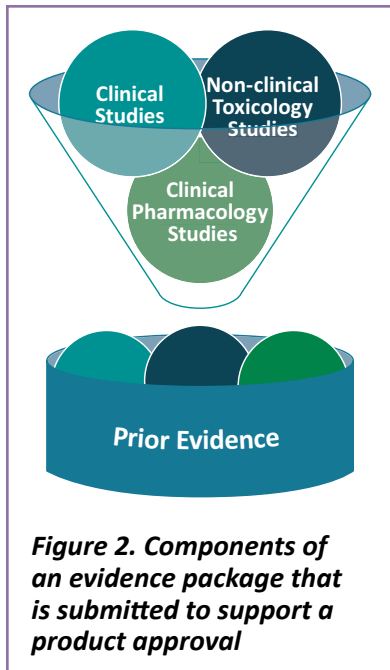 Clinical
Studies
Non-clinical
Toxicology
Studies
Clinical
Pharmacology
Studies
Prior Evidence
Figure 2. Components of
an evidence package that
is submitted to support a
product approval